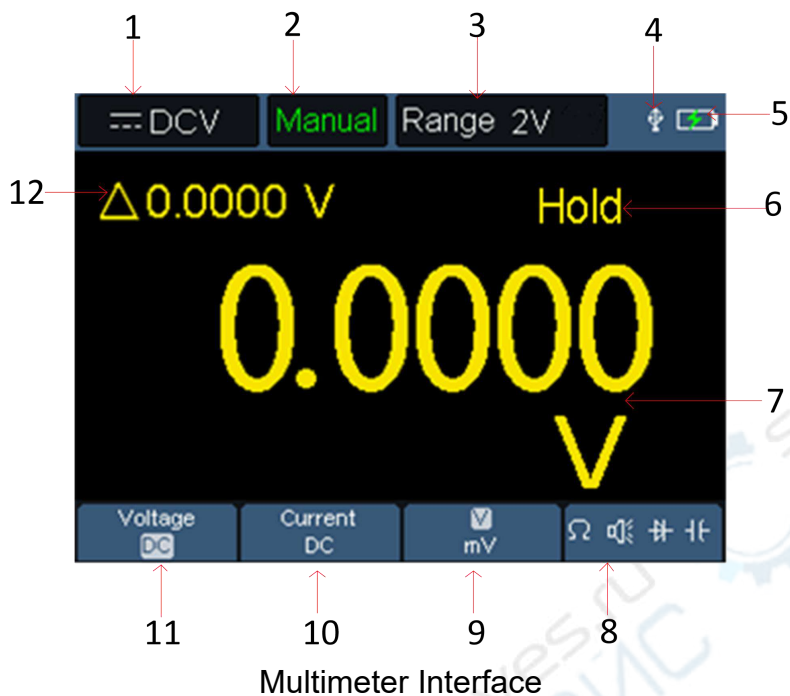 1 2 3 4
DCV Manual Range 2V
5
12 △0.0000 V Hold 6
0.0000
7
V
Voltage Current V Ω
DC DC mV
11 10 9 8
Multimeter Interface